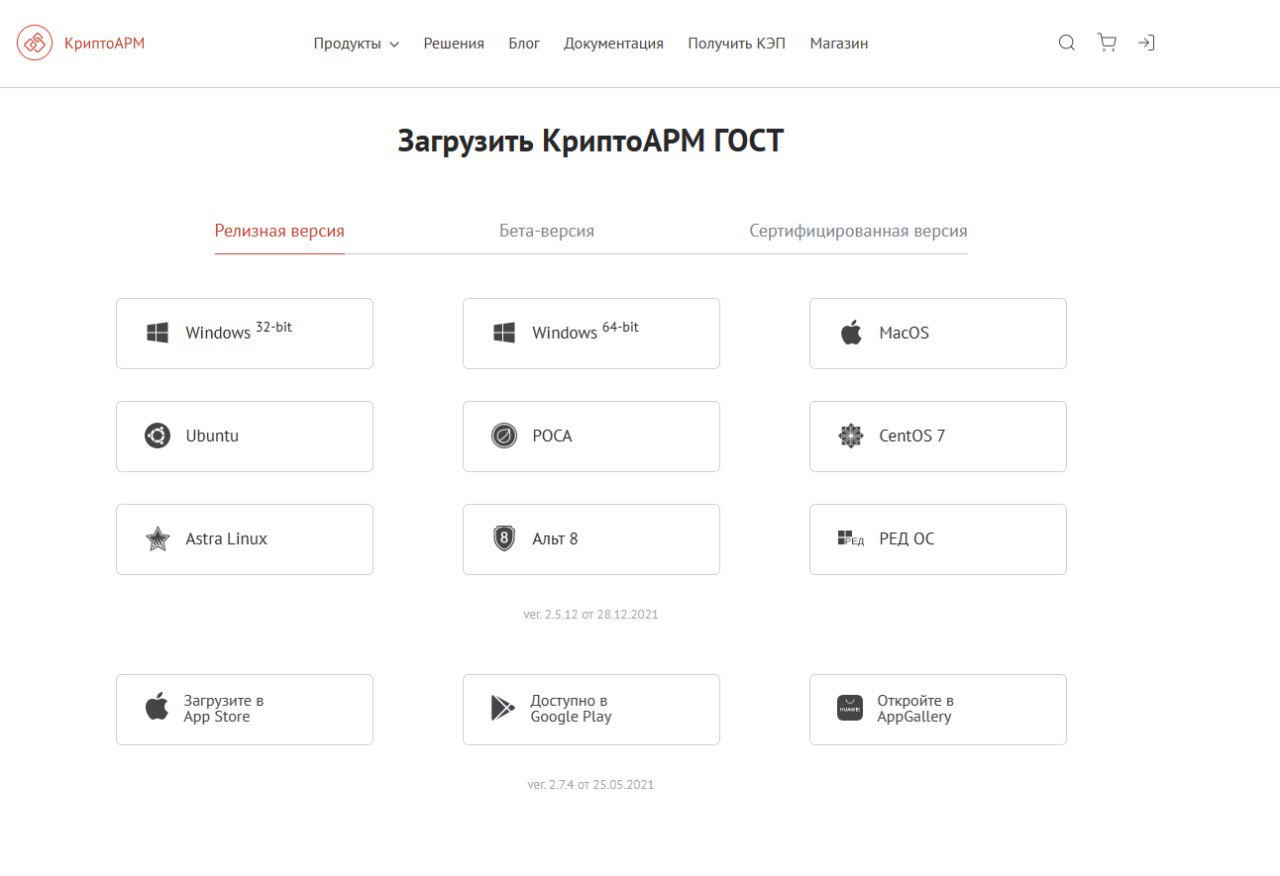 КриптоАРМ
Продукты Решения Блог Документация Получить КЭП Магазин
Загрузить КриптоАРМ ГОСТ
Релизная версия Бета-версия Сертифицированная версия
Windows 32-bit Windows 64-bit MacOS
Ubuntu РОСА CentOS 7
Astra Linux 8 Альт 8 РЕД РЕД ОС
ver. 2.5.12 от 28.12.2021
Загрузите в Доступно в HUAWEI Откройте в
App Store Google Play AppGallery
ver. 2.7.4 от 25.05.2021